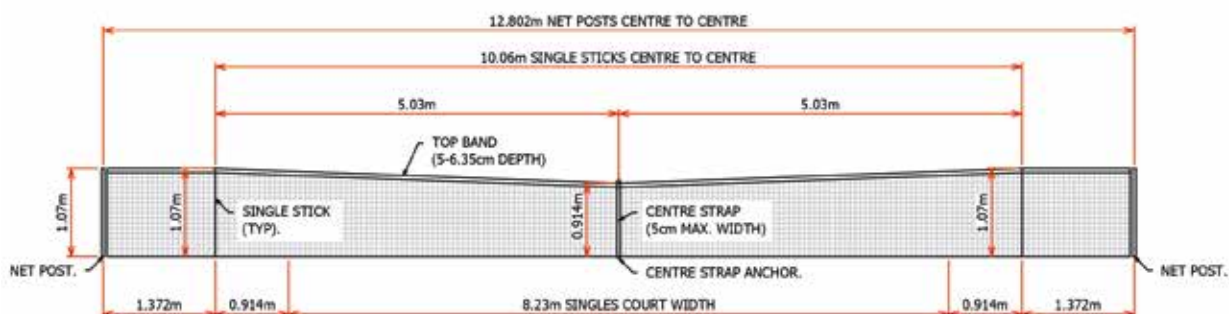 12.802m NET POSTS CENTRE TO CENTRE
10.06m SINGLE STICKS CENTRE TO CENTRE
5.03m
5.03m
TOP BAND
(5-6.35cm DEPTH)
1.07m
1.07m
SINGLE STICK
(TYP).
0.914m
CENTRE STRAP
(5cm MAX. WIDTH)
1.07m
NET POST.
CENTRE STRAP ANCHOR.
NET POST.
1.372m
0.914m
8.23m SINGLES COURT WIDTH
0.914m
1.372m